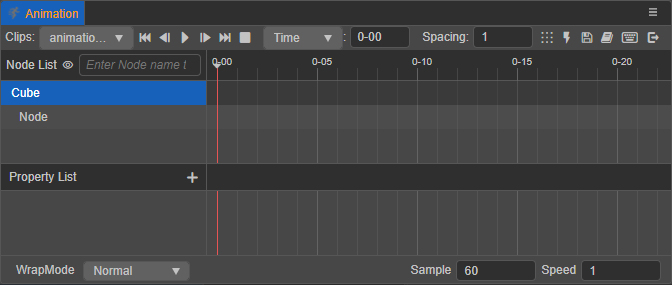 Animation
Clips: animatio... Time : 0-00 Spacing: 1
Node List Enter Node name t
0-00 0-05 0-10 0-15 0-20
Cube
Node
Property List +
WrapMode Normal Sample 60 Speed 1